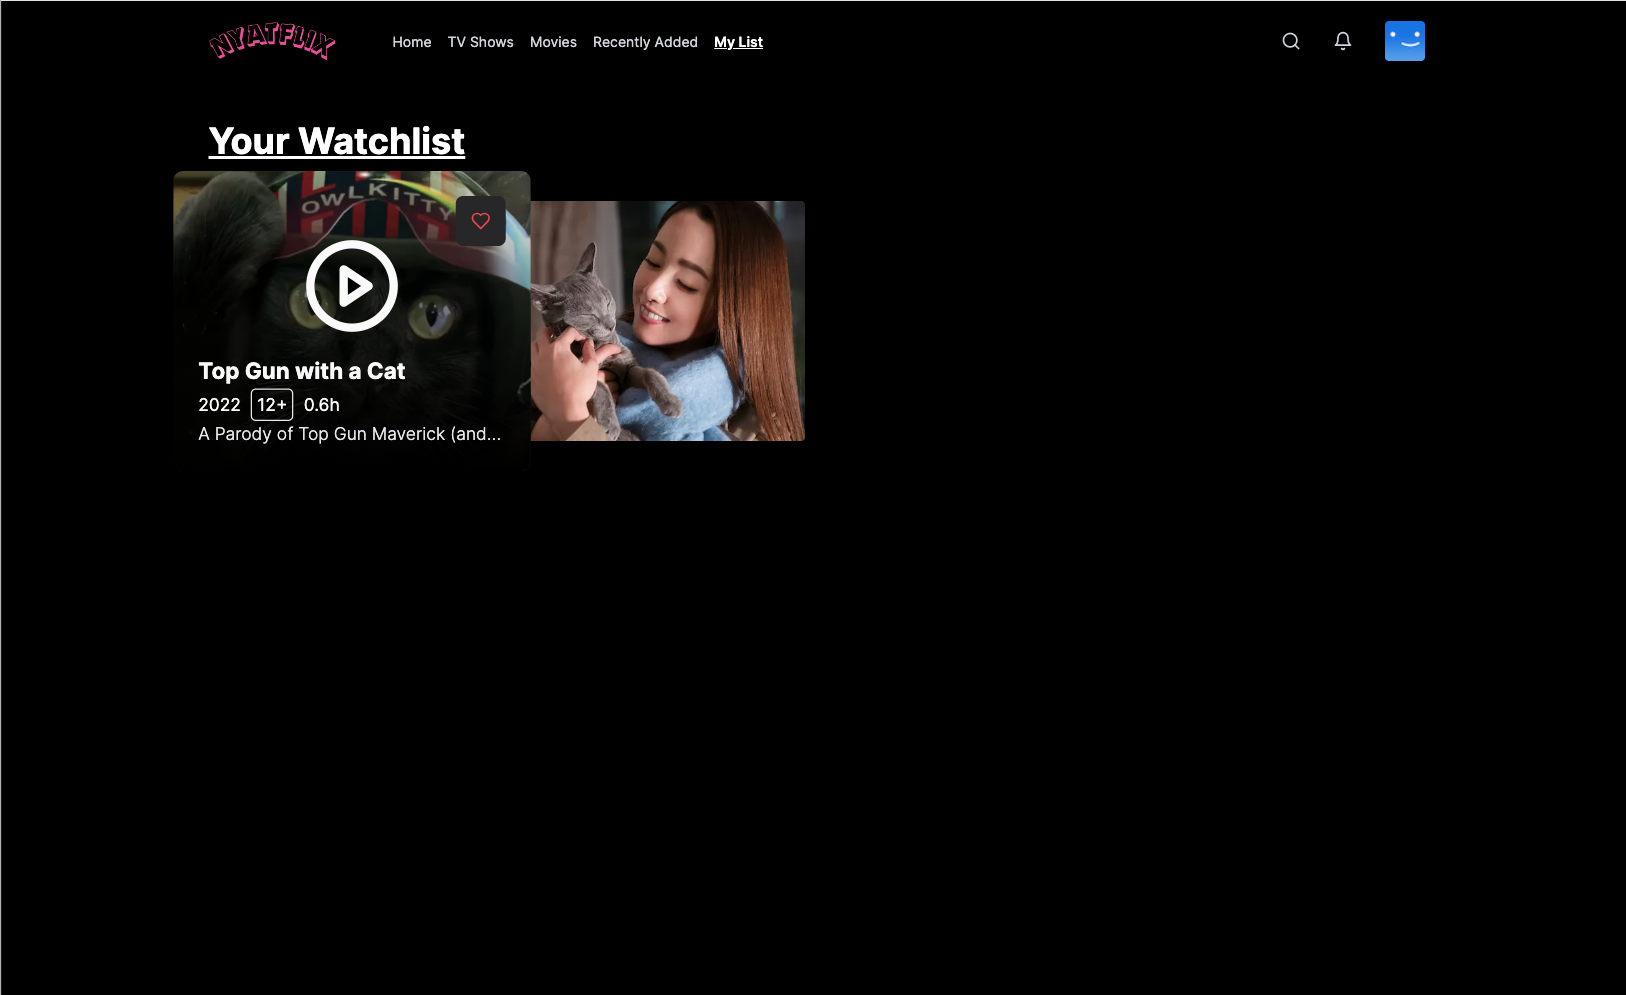 NYATFLIX
Home TV Shows Movies Recently Added My List
Your Watchlist
OWLKITTY
Top Gun with a Cat
2022 12+ 0.6h
A Parody of Top Gun Maverick (and...